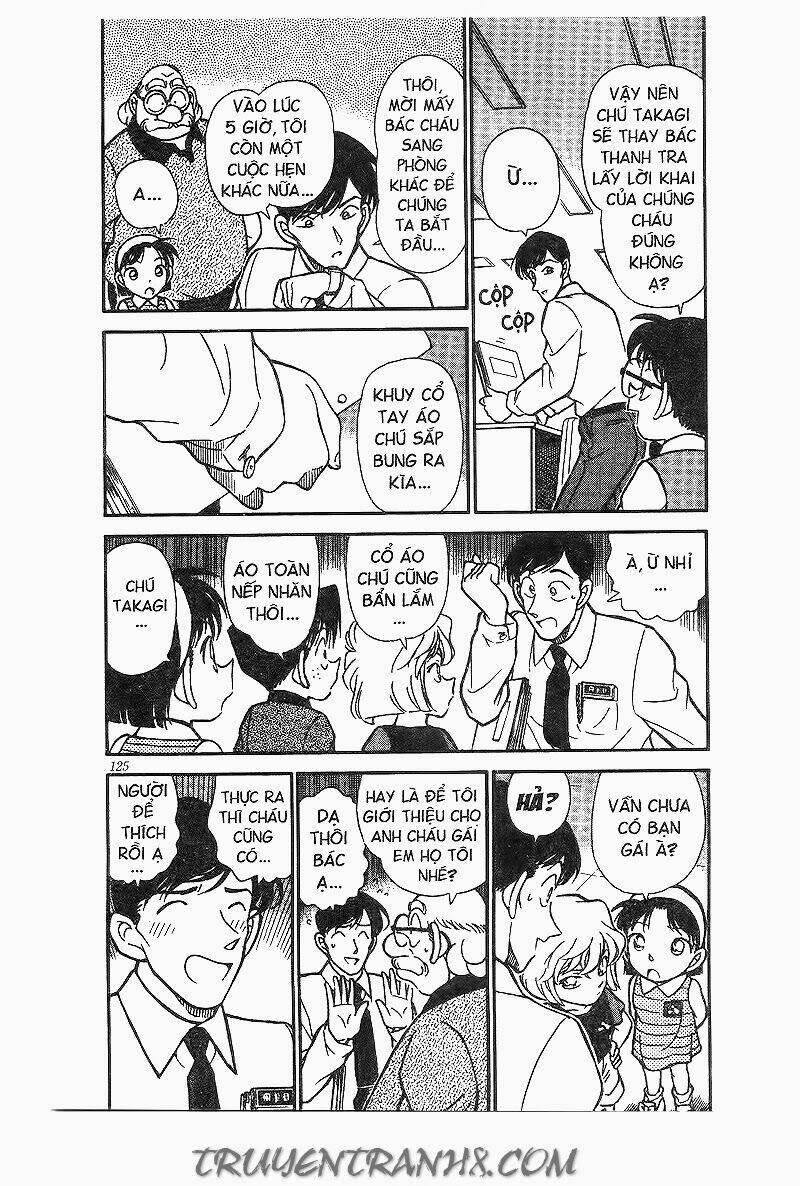 VẬY NÊN
CHÚ TAKAGI
SẼ THAY BÁC
THANH TRA
LẤY LỜI KHAI
CỦA CHÚNG
CHÁU
ĐÚNG
KHÔNG
Ạ?
Ừ...
CỘP
CỘP
THÔI,
MỜI MẤY
BÁC CHÁU
SANG
PHÒNG
KHÁC ĐỂ
CHÚNG
TA BẮT
ĐẦU...
VÀO LÚC
5 GIỜ, TÔI
CÒN MỘT
CUỘC HẸN
KHÁC NỮA...
A...
KHUY CỔ
TAY ÁO
CHÚ SẮP
BUNG RA
KÌA...
À, Ừ NHỈ
...
CỔ ÁO
CHÚ CŨNG
BẨN LẮM
...
ÁO TOÀN
NẾP NHĂN
THÔI...
CHÚ
TAKAGI
...
125
VẪN CHƯA
CÓ BẠN
GÁI À?
HẢ?
HAY LÀ ĐỂ TÔI
GIỚI THIỆU CHO
ANH CHÁU GÁI
EM HỌ TÔI
NHÉ?
DẠ
THÔI
BÁC
Ạ...
THỰC RA
THÌ CHÁU
CŨNG
CÓ...
NGƯỜI
ĐỂ
THÍCH
RỒI Ạ
...
TRUYENTRANH8.COM